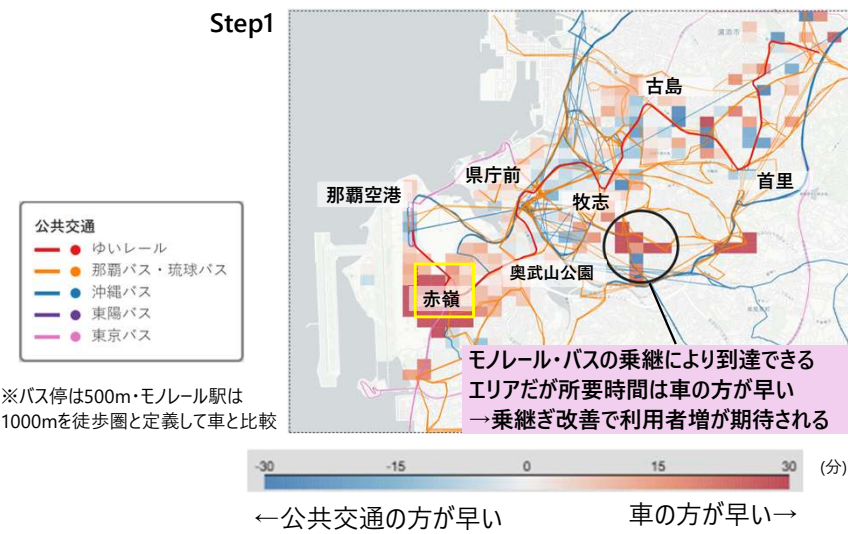 Step1
浦添市
古島
県庁前
首里
那覇空港
牧志
奥武山公園
赤嶺
公共交通
ゆいレール
那覇バス・琉球バス
沖縄バス
東陽バス
東京バス
モノレール・バスの乗継により到達できる
エリアだが所要時間は車の方が早い
→乗継ぎ改善で利用者増が期待される
※バス停は500m・モノレール駅は
1000mを徒歩圏と定義して車と比較
-30 -15 0 15 30 (分)
←公共交通の方が早い 車の方が早い→